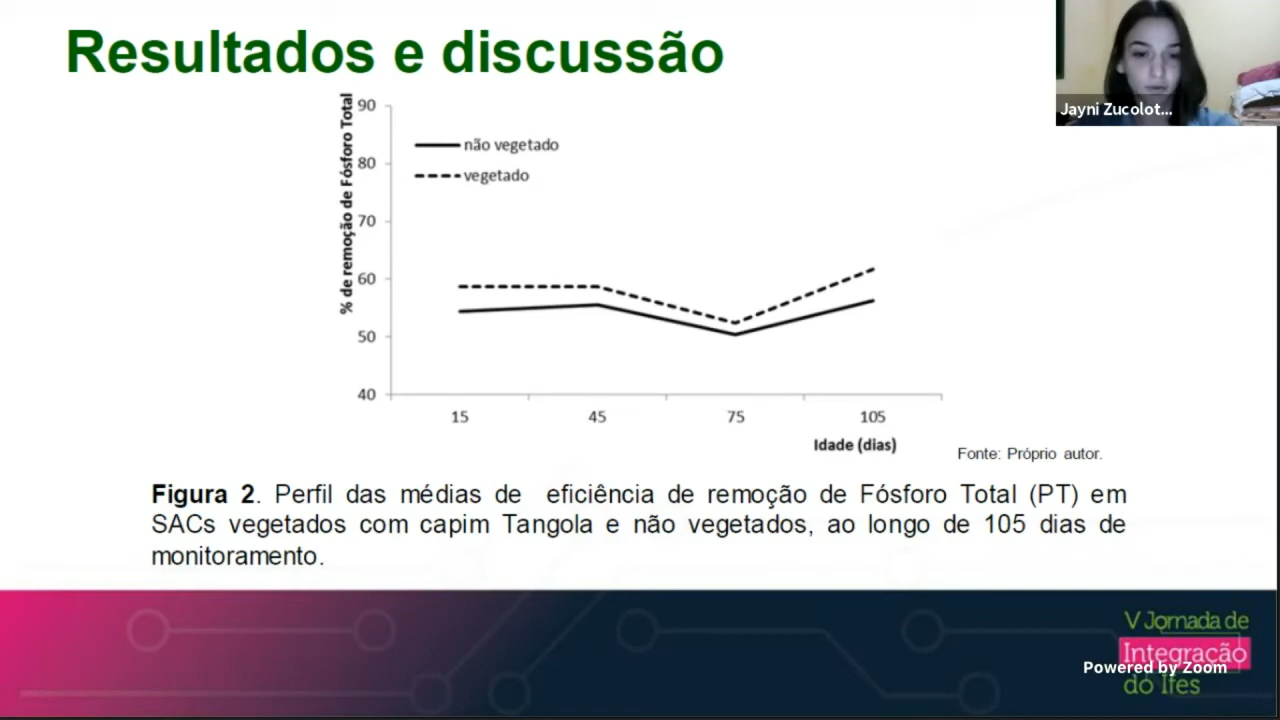 Resultados e discussão
Jayni Zucolot...
% de remoção de Fósforo Total
90
80
70
60
50
40
não vegetado
vegetado
15 45 75 105
Idade (dias)
Fonte: Próprio autor.
Figura 2. Perfil das médias de eficiência de remoção de Fósforo Total (PT) em
SACs vegetados com capim Tangola e não vegetados, ao longo de 105 dias de
monitoramento.
V Jornada de
Integração
do Ifes
Powered by Zoom